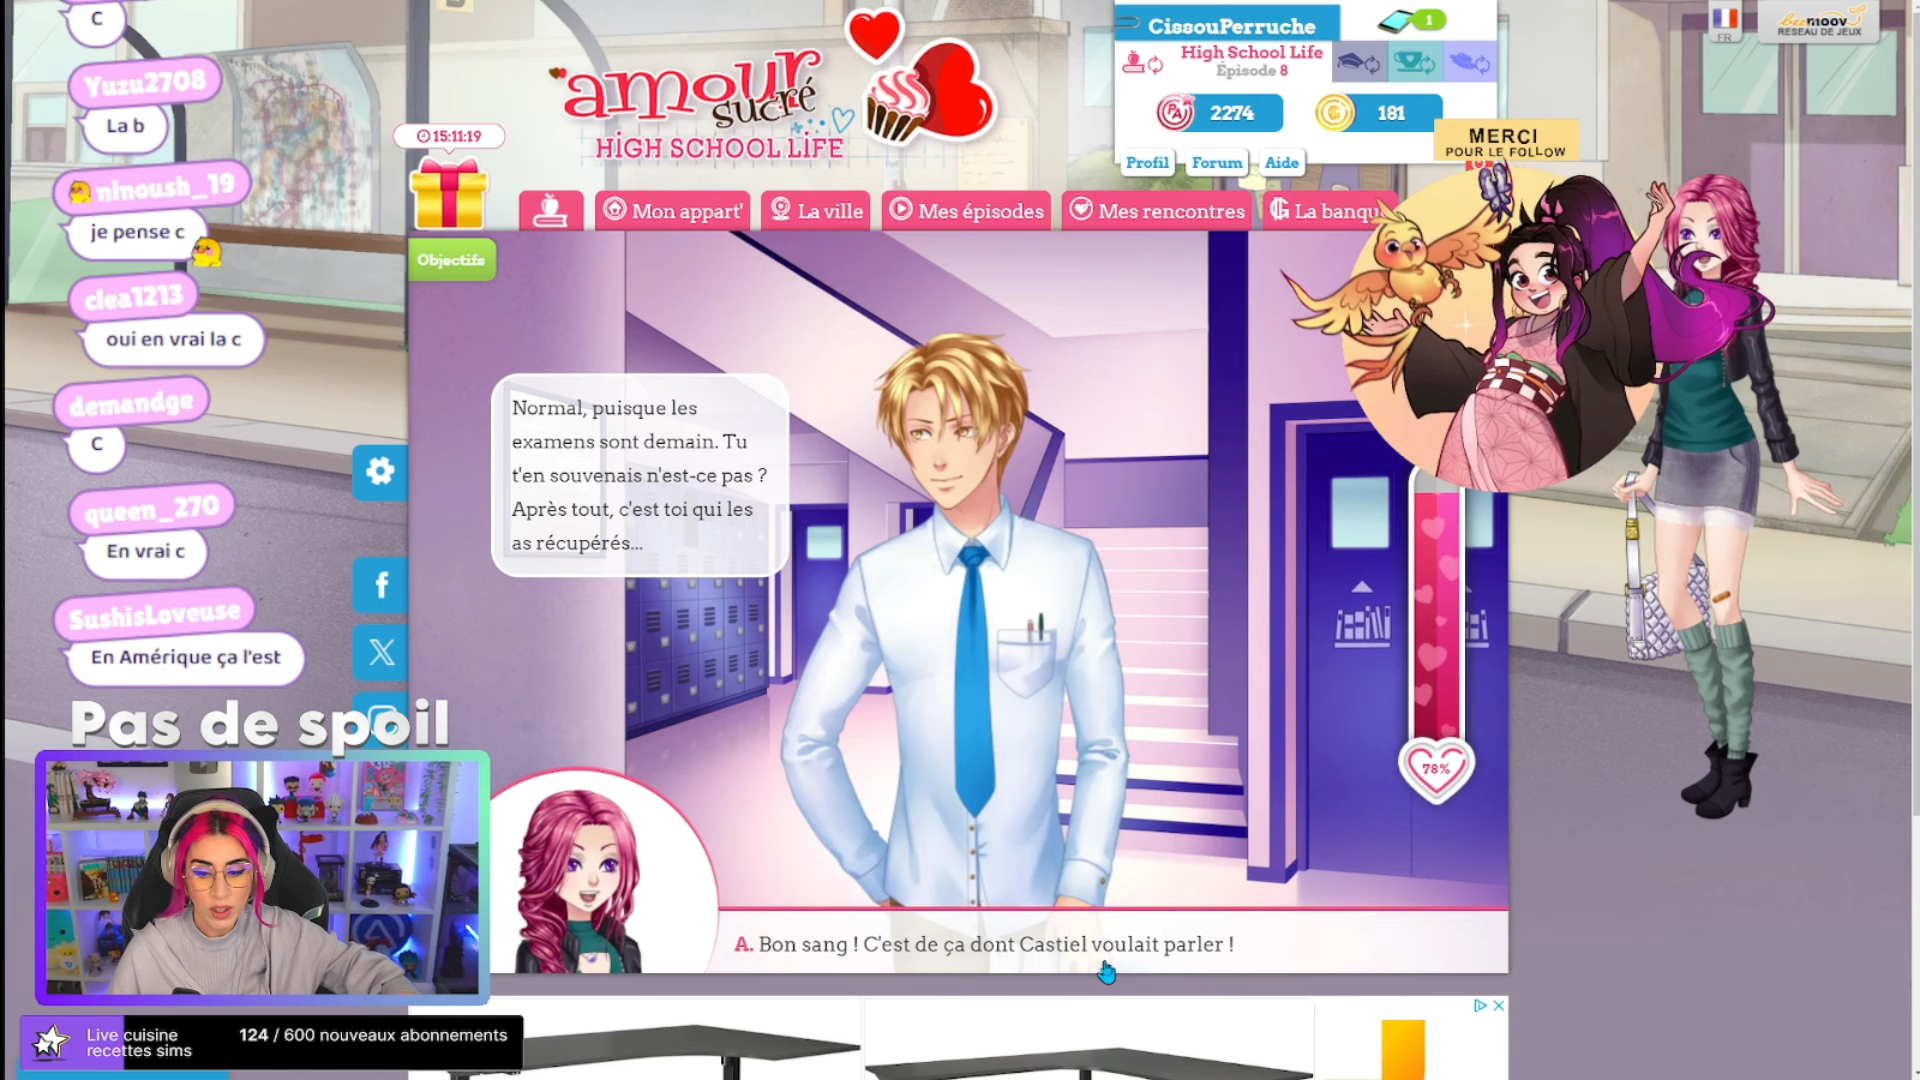 C
Yuzu2708
La b
ninoush_19
je pense c
clea1213
oui en vrai la c
demandge
C
queen_270
En vrai c
SushisLoveuse
En Amérique ça l'est
Pas de spoil
Live cuisine
recettes sims
124 / 600 nouveaux abonnements
15:11:19
amour
sucré
HIGH SCHOOL LIFE
CissouPerruche
1
High School Life
Épisode 8
PA
2274
181
Profil
Forum
Aide
FR
beemoov
RESEAU DE JEUX
MERCI
POUR LE FOLLOW
Mon appart'
La ville
Mes épisodes
Mes rencontres
La banqu
Objectifs
Normal, puisque les
examens sont demain. Tu
t'en souvenais n'est-ce pas ?
Après tout, c'est toi qui les
as récupérés...
78%
A. Bon sang ! C'est de ça dont Castiel voulait parler !